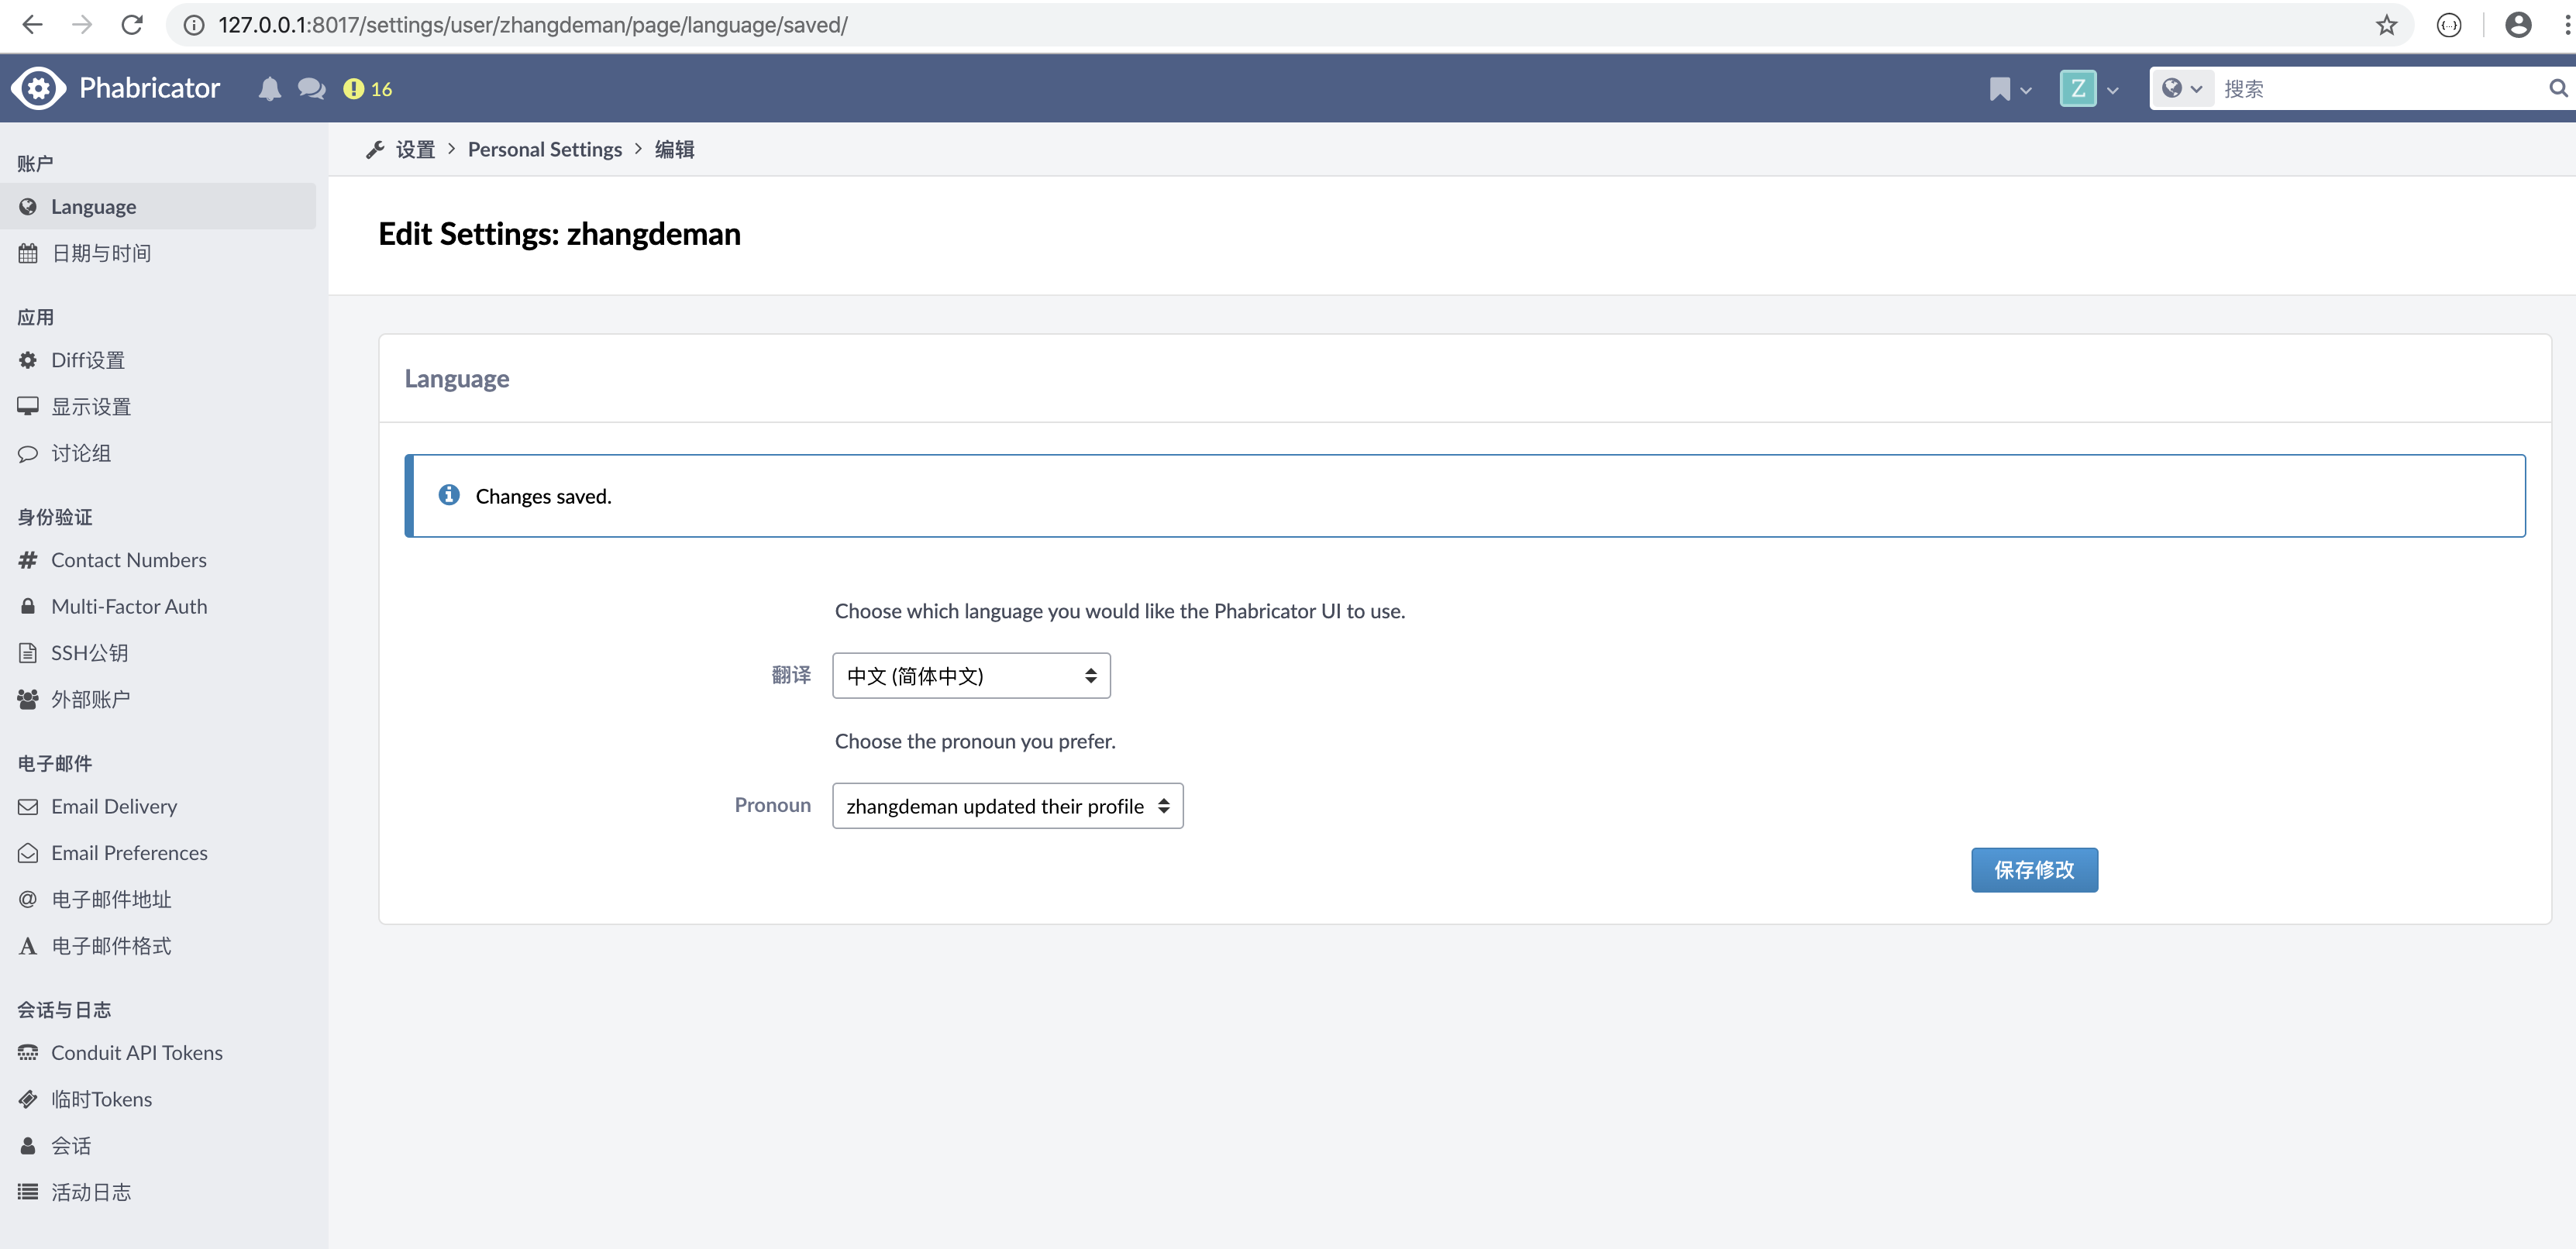 127.0.0.1:8017/settings/user/zhangdeman/page/language/saved/
Phabricator
16
Z
搜索
账户
Language
日期与时间
应用
Diff设置
显示设置
讨论组
身份验证
Contact Numbers
Multi-Factor Auth
SSH公钥
外部账户
电子邮件
Email Delivery
Email Preferences
电子邮件地址
电子邮件格式
会话与日志
Conduit API Tokens
临时Tokens
会话
活动日志
设置 > Personal Settings > 编辑
Edit Settings: zhangdeman
Language
Changes saved.
Choose which language you would like the Phabricator UI to use.
翻译 中文 (简体中文)
Choose the pronoun you prefer.
Pronoun zhangdeman updated their profile
保存修改